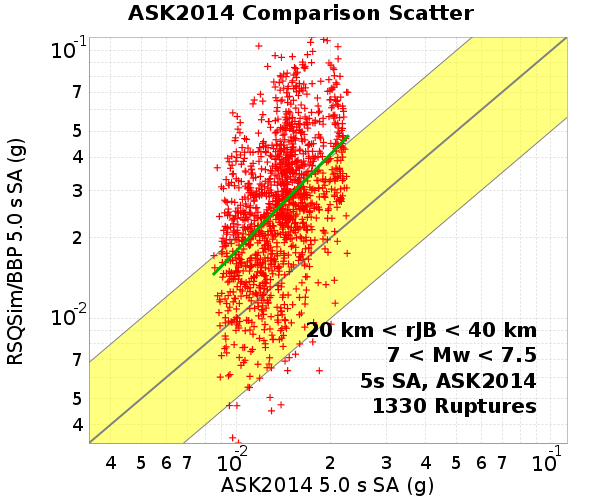 ASK2014 Comparison Scatter
RSQSim/BBP 5.0 s SA (g)
10-1
7
5
4
3
2
10-2
7
5
4
20 km < rJB < 40 km
7 < Mw < 7.5
5s SA, ASK2014
1330 Ruptures
4 5 6 7 10-2 2 3 4 5 6 7 10-1
ASK2014 5.0 s SA (g)